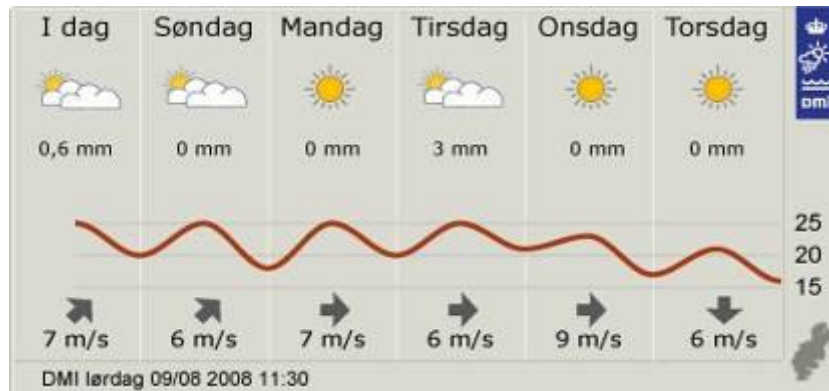 I dag Søndag Mandag Tirsdag Onsdag Torsdag
0,6 mm 0 mm 0 mm 3 mm 0 mm 0 mm
DMI
25
20
15
7 m/s 6 m/s 7 m/s 6 m/s 9 m/s 6 m/s
DMI lørdag 09/08 2008 11:30